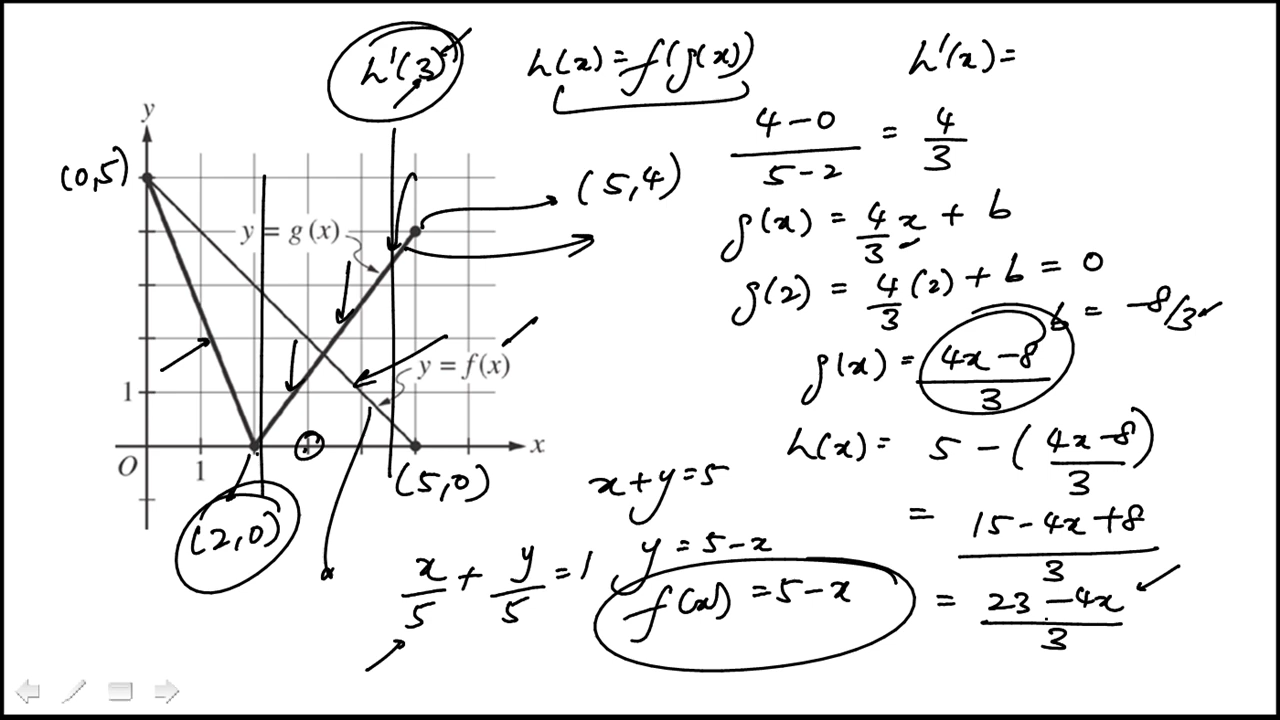 h'(3)
h(x) = f(g(x))
h'(x) =
y
(0,5)
y = g(x)
(5,4)
y = f(x)
1
O
1
x
(2,0)
(5,0)
x + y = 5
y = 5 - x
x/5 + y/5 = 1
f(x) = 5 - x
4 - 0 / 5 - 2 = 4/3
g(x) = 4/3 x + b
g(2) = 4/3 (2) + b = 0
b = -8/3
g(x) = 4x - 8 / 3
h(x) = 5 - (4x - 8 / 3)
= 15 - 4x + 8 / 3
= 23 - 4x / 3